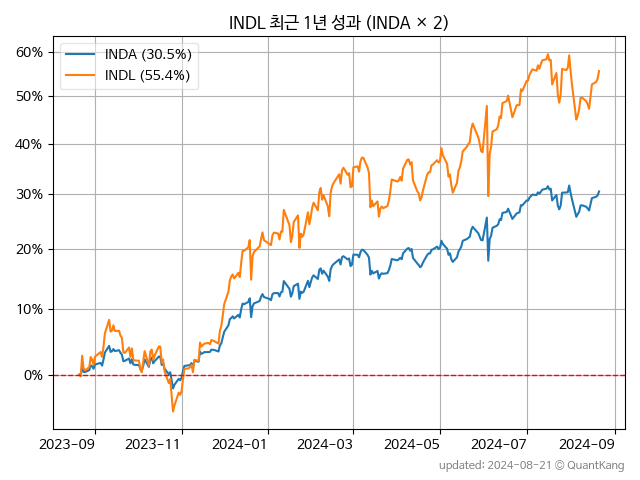 INDL 최근 1년 성과 (INDA × 2)
INDA (30.5%)
INDL (55.4%)
60%
50%
40%
30%
20%
10%
0%
2023-09 2023-11 2024-01 2024-03 2024-05 2024-07 2024-09
updated: 2024-08-21 © QuantKang